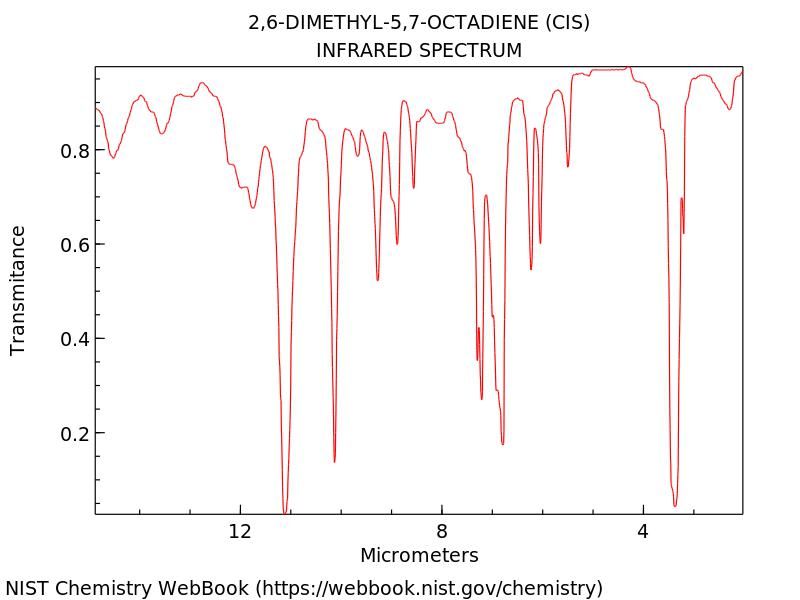 2,6-DIMETHYL-5,7-OCTADIENE (CIS)
INFRARED SPECTRUM
0.8
0.6
0.4
0.2
Transmitance
12
8
4
Micrometers
NIST Chemistry WebBook (https://webbook.nist.gov/chemistry)